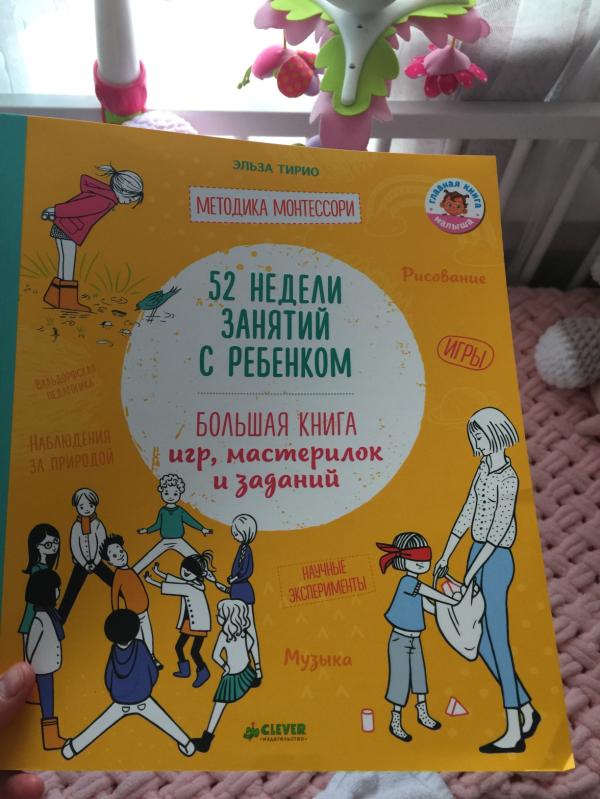 ЭЛЬЗА ТИРИО
МЕТОДИКА МОНТЕССОРИ
ГЛАВНАЯ КНИГА
МАЛЫША
52 НЕДЕЛИ
ЗАНЯТИЙ
С РЕБЕНКОМ
Рисование
ИГРЫ
ВАЛЬДОРФСКАЯ
ПЕДАГОГИКА
НАБЛЮДЕНИЯ
ЗА ПРИРОДОЙ
БОЛЬШАЯ КНИГА
игр, мастерилок
и заданий
НАУЧНЫЕ
ЭКСПЕРИМЕНТЫ
Музыка
CLEVER
ИЗДАТЕЛЬСТВО